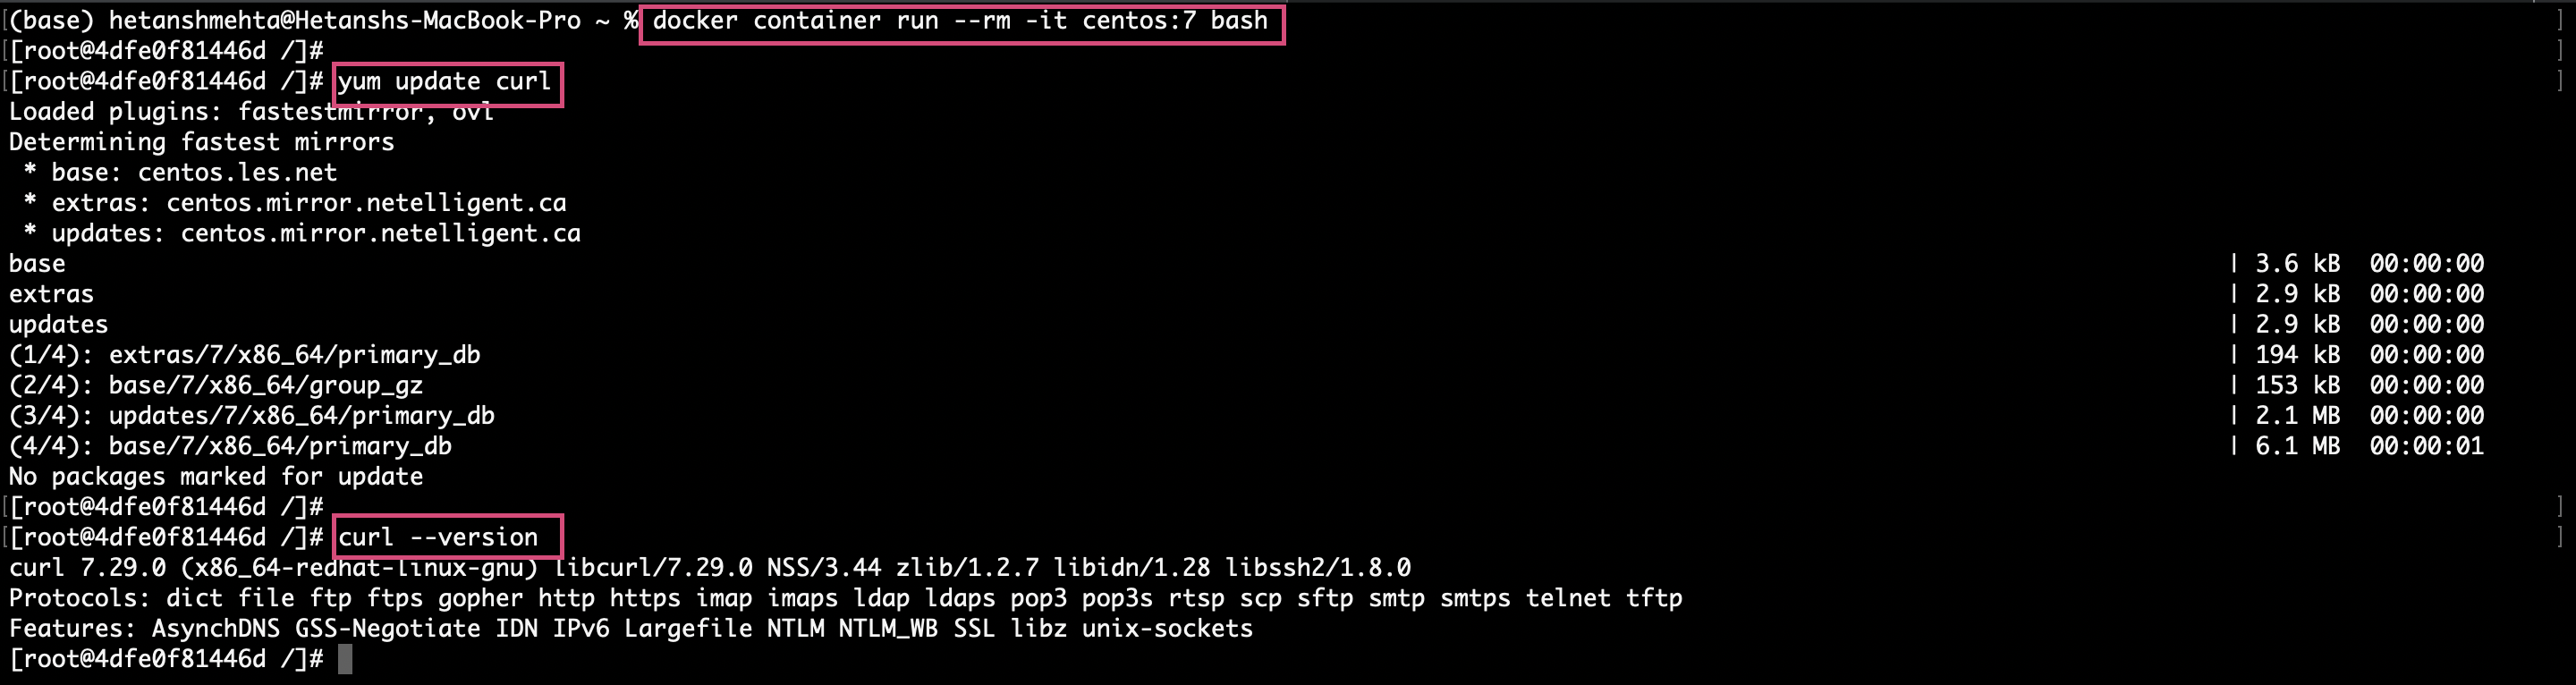 (base) hetanshmehta@Hetanshs-MacBook-Pro ~ % docker container run --rm -it centos:7 bash
[root@4dfe0f81446d /]#
[root@4dfe0f81446d /]# yum update curl
Loaded plugins: fastestmirror, ovl
Determining fastest mirrors
 * base: centos.les.net
 * extras: centos.mirror.netelligent.ca
 * updates: centos.mirror.netelligent.ca
base | 3.6 kB 00:00:00
extras | 2.9 kB 00:00:00
updates | 2.9 kB 00:00:00
(1/4): extras/7/x86_64/primary_db | 194 kB 00:00:00
(2/4): base/7/x86_64/group_gz | 153 kB 00:00:00
(3/4): updates/7/x86_64/primary_db | 2.1 MB 00:00:00
(4/4): base/7/x86_64/primary_db | 6.1 MB 00:00:01
No packages marked for update
[root@4dfe0f81446d /]#
[root@4dfe0f81446d /]# curl --version
curl 7.29.0 (x86_64-redhat-linux-gnu) libcurl/7.29.0 NSS/3.44 zlib/1.2.7 libidn/1.28 libssh2/1.8.0
Protocols: dict file ftp ftps gopher http https imap imaps ldap ldaps pop3 pop3s rtsp scp sftp smtp smtps telnet tftp
Features: AsynchDNS GSS-Negotiate IDN IPv6 Largefile NTLM NTLM_WB SSL libz unix-sockets
[root@4dfe0f81446d /]#